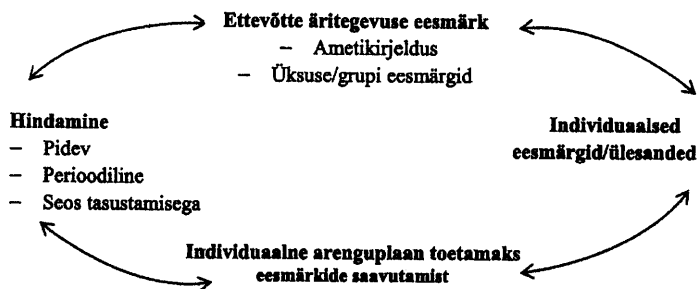 Ettevõtte äritegevuse eesmärk
– Ametikirjeldus
– Üksuse/grupi eesmärgid
Hindamine
– Pidev
– Perioodiline
– Seos tasustamisega
Individuaalsed
eesmärgid/ülesanded
Individuaalne arenguplaan toetamaks
eesmärkide saavutamist